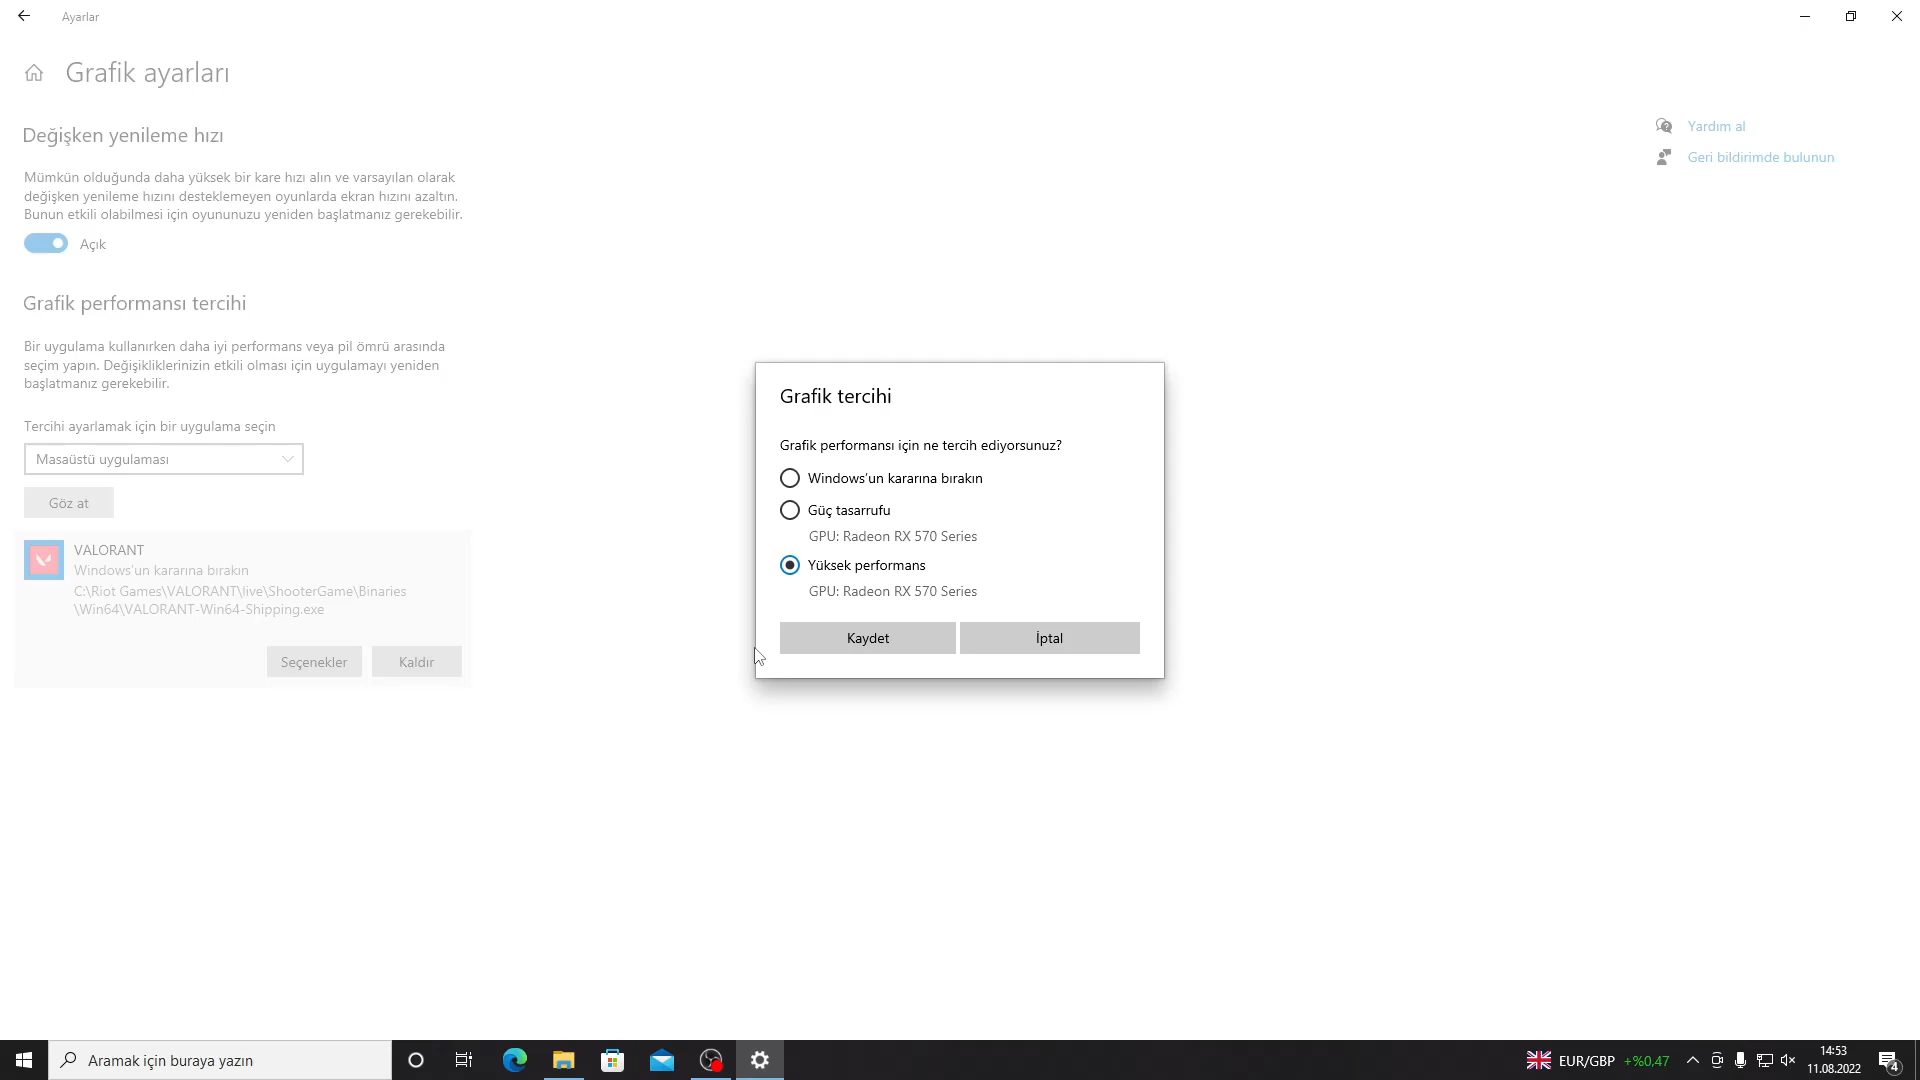 Ayarlar
Grafik ayarları
Değişken yenileme hızı
Mümkün olduğunda daha yüksek bir kare hızı alın ve varsayılan olarak
değişken yenileme hızını desteklemeyen oyunlarda ekran hızını azaltın.
Bunun etkili olabilmesi için oyununuzu yeniden başlatmanız gerekebilir.
Açık
Grafik performansı tercihi
Bir uygulama kullanırken daha iyi performans veya pil ömrü arasında
seçim yapın. Değişikliklerinizin etkili olması için uygulamayı yeniden
başlatmanız gerekebilir.
Tercihi ayarlamak için bir uygulama seçin
Masaüstü uygulaması
Göz at
VALORANT
Windows'un kararına bırakın
C:\Riot Games\VALORANT\live\ShooterGame\Binaries
\Win64\VALORANT-Win64-Shipping.exe
Seçenekler
Kaldır
Yardım al
Geri bildirimde bulunun
Grafik tercihi
Grafik performansı için ne tercih ediyorsunuz?
Windows'un kararına bırakın
Güç tasarrufu
GPU: Radeon RX 570 Series
Yüksek performans
GPU: Radeon RX 570 Series
Kaydet
İptal
Aramak için buraya yazın
EUR/GBP +%0,47
14:53
11.08.2022
4